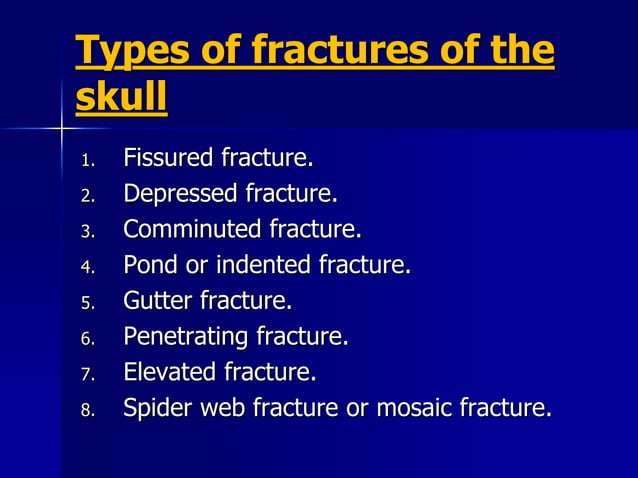 Types of fractures of the
skull
1. Fissured fracture.
2. Depressed fracture.
3. Comminuted fracture.
4. Pond or indented fracture.
5. Gutter fracture.
6. Penetrating fracture.
7. Elevated fracture.
8. Spider web fracture or mosaic fracture.